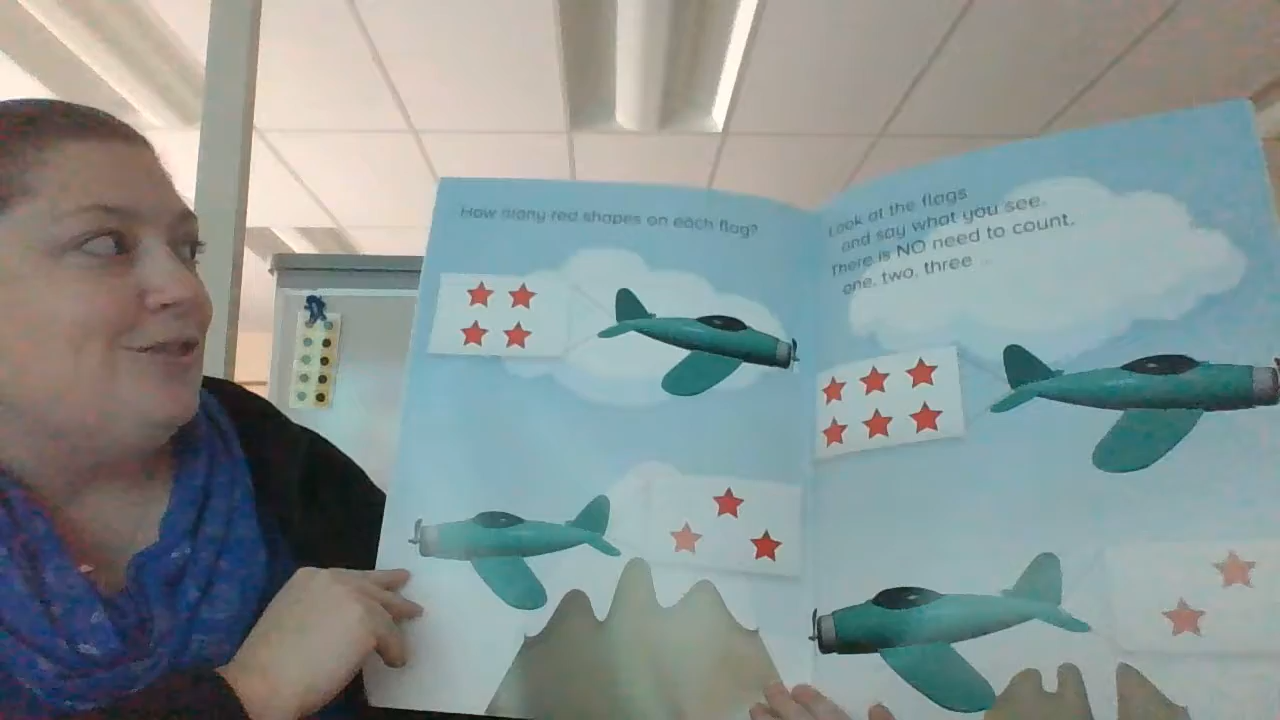 How many red shapes on each flag?
Look at the flags
and say what you see.
There is NO need to count,
one, two, three ...